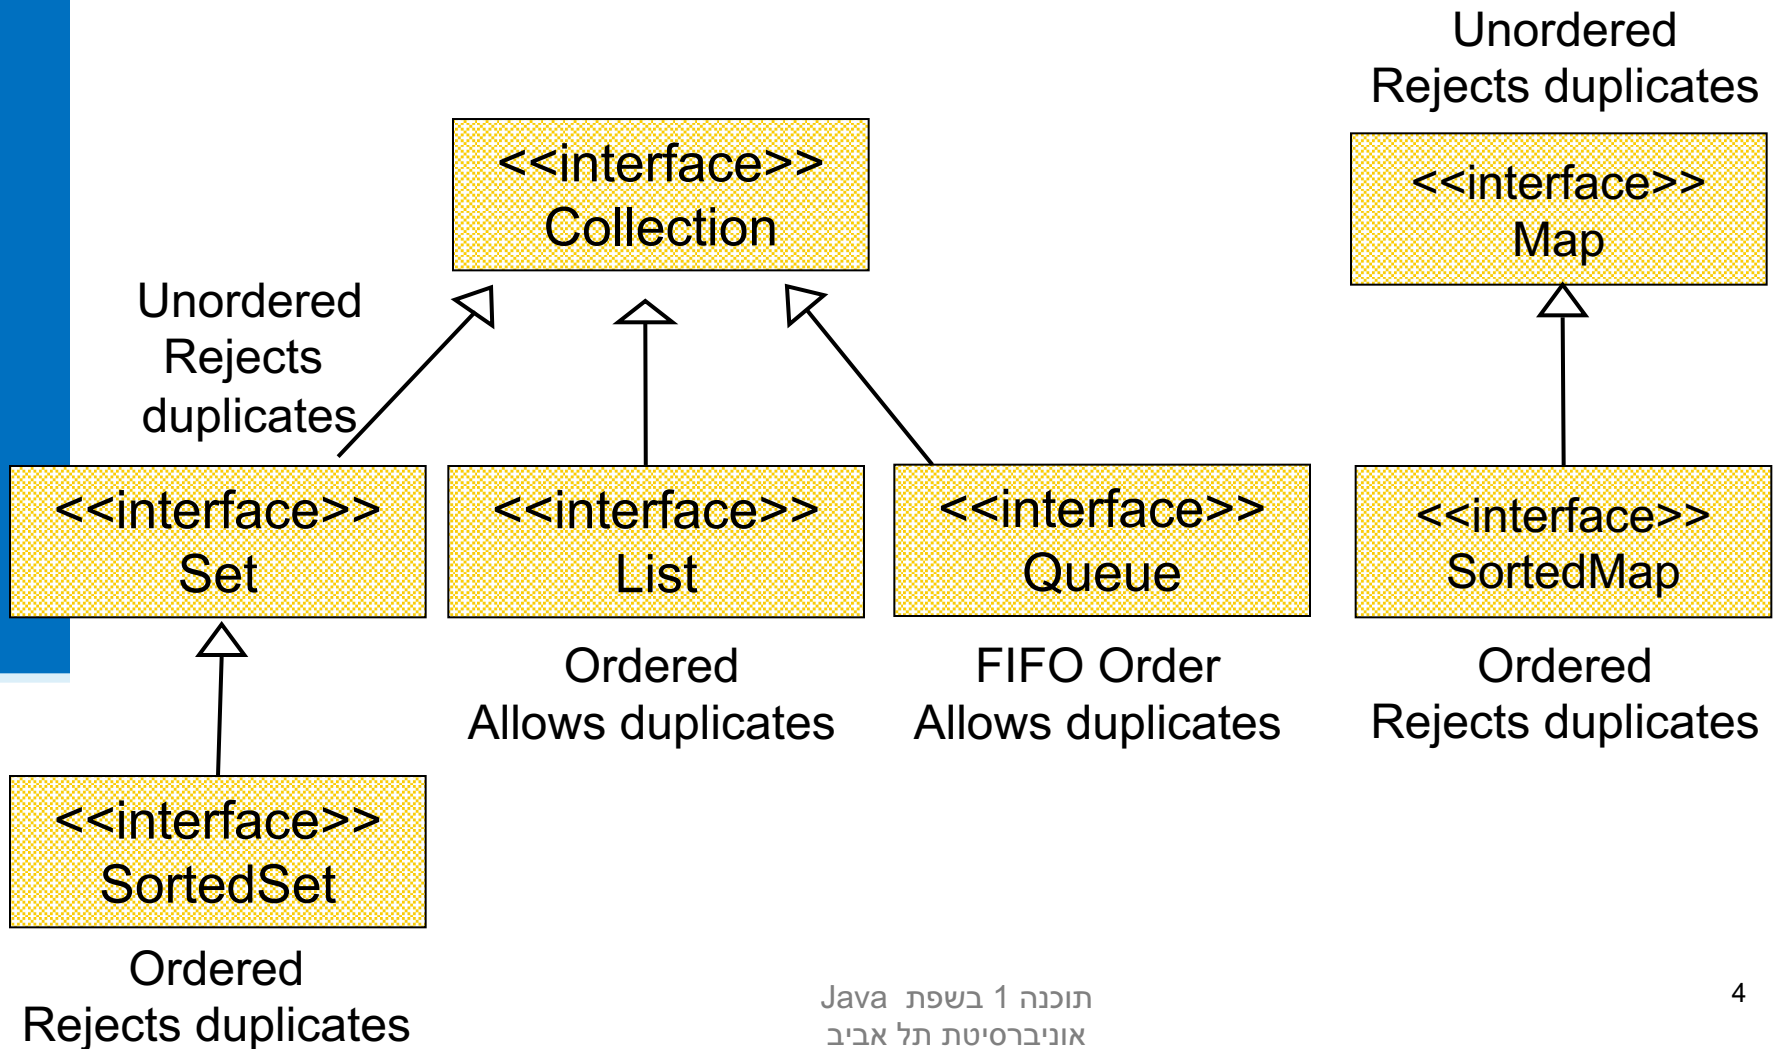 Unordered
Rejects duplicates
<<interface>>
Collection
<<interface>>
Map
Unordered
Rejects
duplicates
<<interface>>
Set
<<interface>>
List
<<interface>>
Queue
<<interface>>
SortedMap
Ordered
Allows duplicates
FIFO Order
Allows duplicates
Ordered
Rejects duplicates
<<interface>>
SortedSet
Ordered
Rejects duplicates
תוכנה 1 בשפת Java
אוניברסיטת תל אביב
4